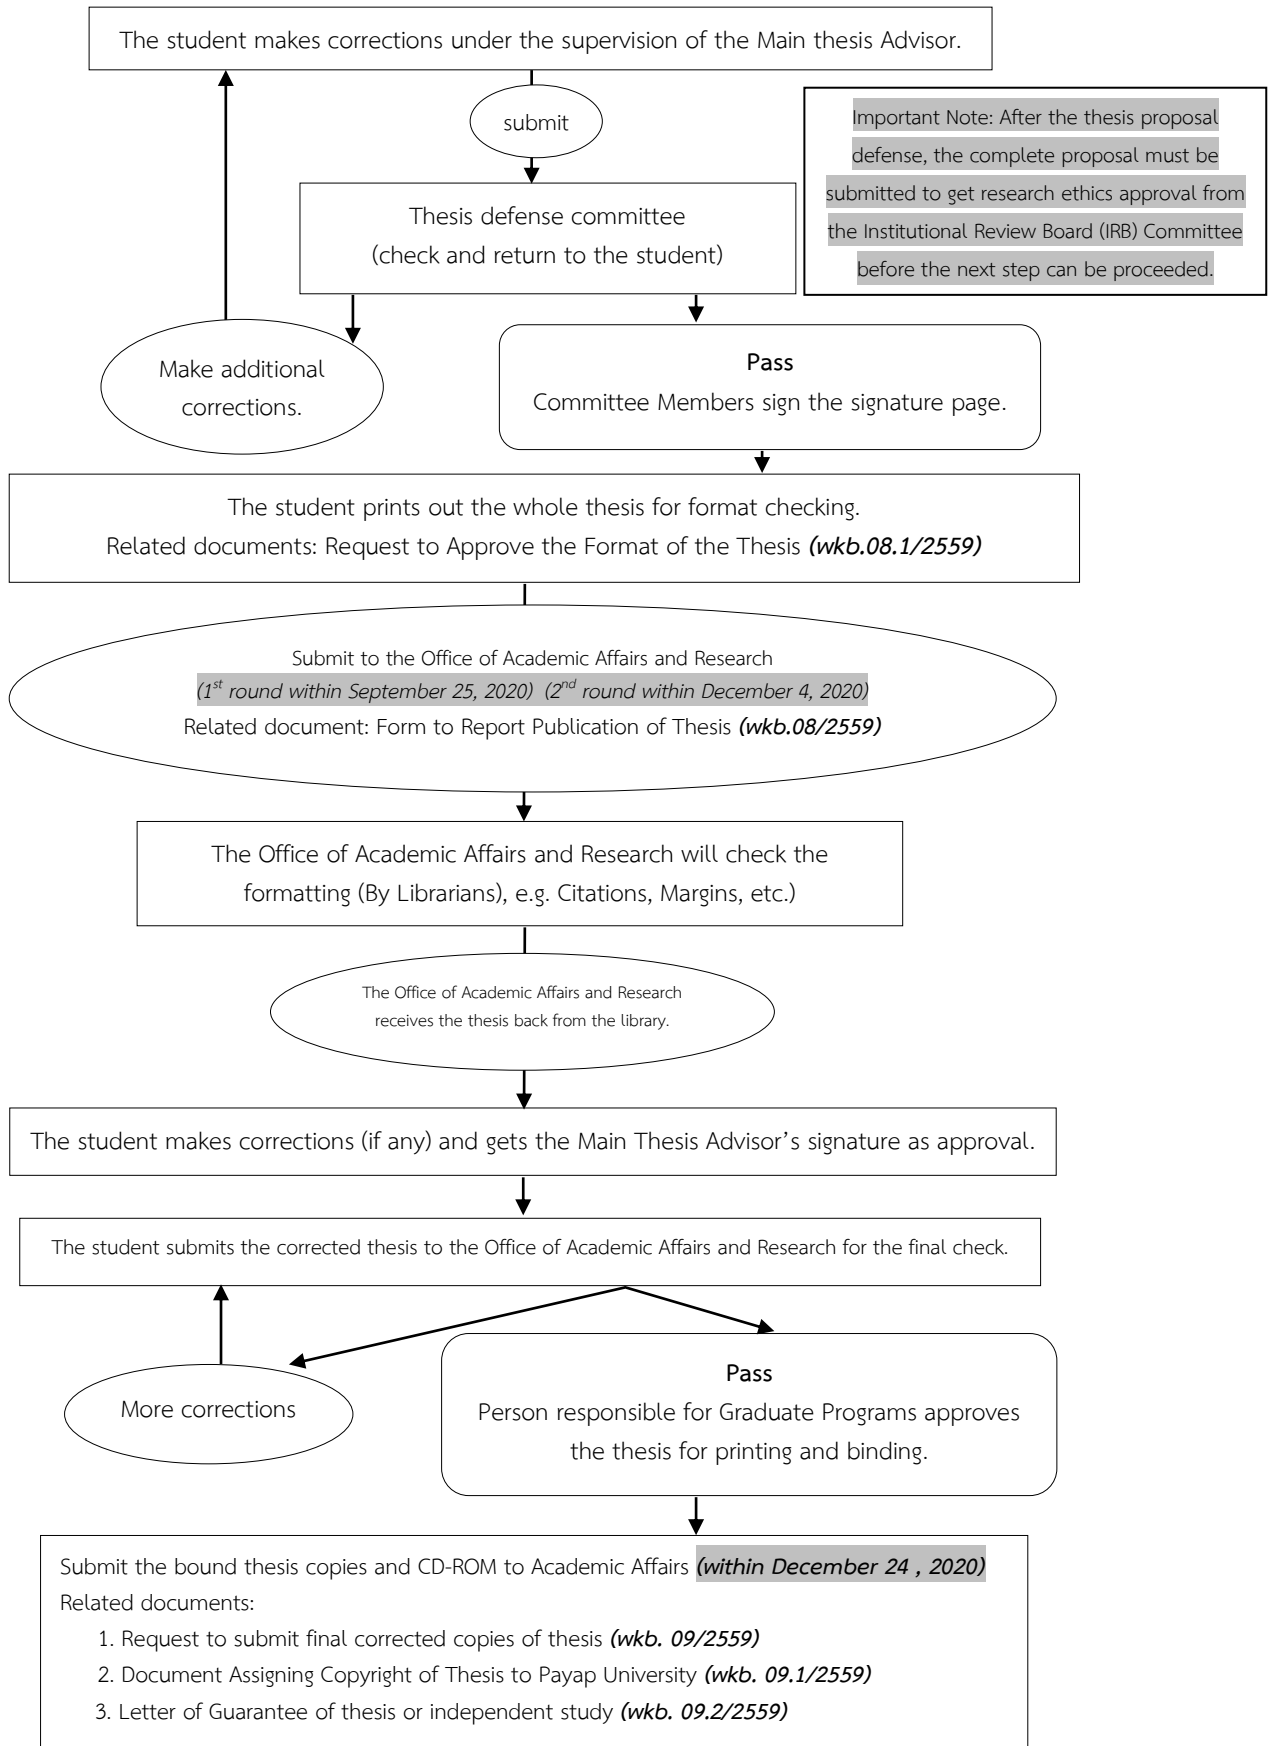 The student makes corrections under the supervision of the Main thesis Advisor.
submit
Important Note: After the thesis proposal
defense, the complete proposal must be
submitted to get research ethics approval from
the Institutional Review Board (IRB) Committee
before the next step can be proceeded.
Thesis defense committee
(check and return to the student)
Make additional
corrections.
Pass
Committee Members sign the signature page.
The student prints out the whole thesis for format checking.
Related documents: Request to Approve the Format of the Thesis (wkb.08.1/2559)
Submit to the Office of Academic Affairs and Research
(1st round within September 25, 2020) (2nd round within December 4, 2020)
Related document: Form to Report Publication of Thesis (wkb.08/2559)
The Office of Academic Affairs and Research will check the
formatting (By Librarians), e.g. Citations, Margins, etc.)
The Office of Academic Affairs and Research
receives the thesis back from the library.
The student makes corrections (if any) and gets the Main Thesis Advisor’s signature as approval.
The student submits the corrected thesis to the Office of Academic Affairs and Research for the final check.
More corrections
Pass
Person responsible for Graduate Programs approves
the thesis for printing and binding.
Submit the bound thesis copies and CD-ROM to Academic Affairs (within December 24 , 2020)
Related documents:
1. Request to submit final corrected copies of thesis (wkb. 09/2559)
2. Document Assigning Copyright of Thesis to Payap University (wkb. 09.1/2559)
3. Letter of Guarantee of thesis or independent study (wkb. 09.2/2559)